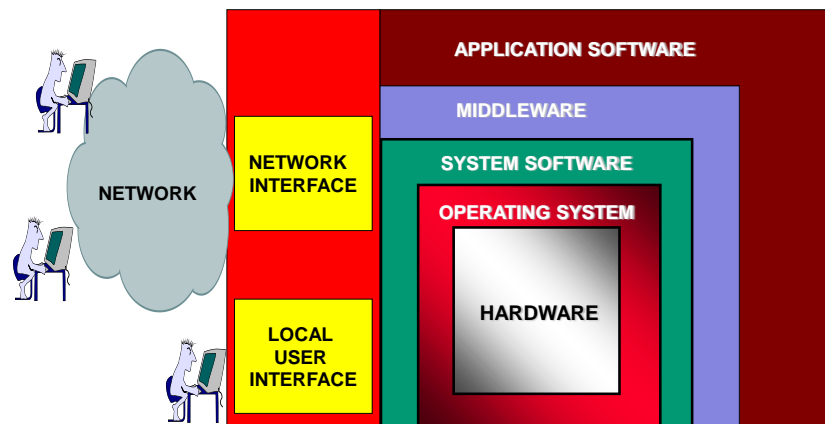 APPLICATION SOFTWARE
MIDDLEWARE
SYSTEM SOFTWARE
OPERATING SYSTEM
HARDWARE
NETWORK
INTERFACE
NETWORK
LOCAL
USER
INTERFACE